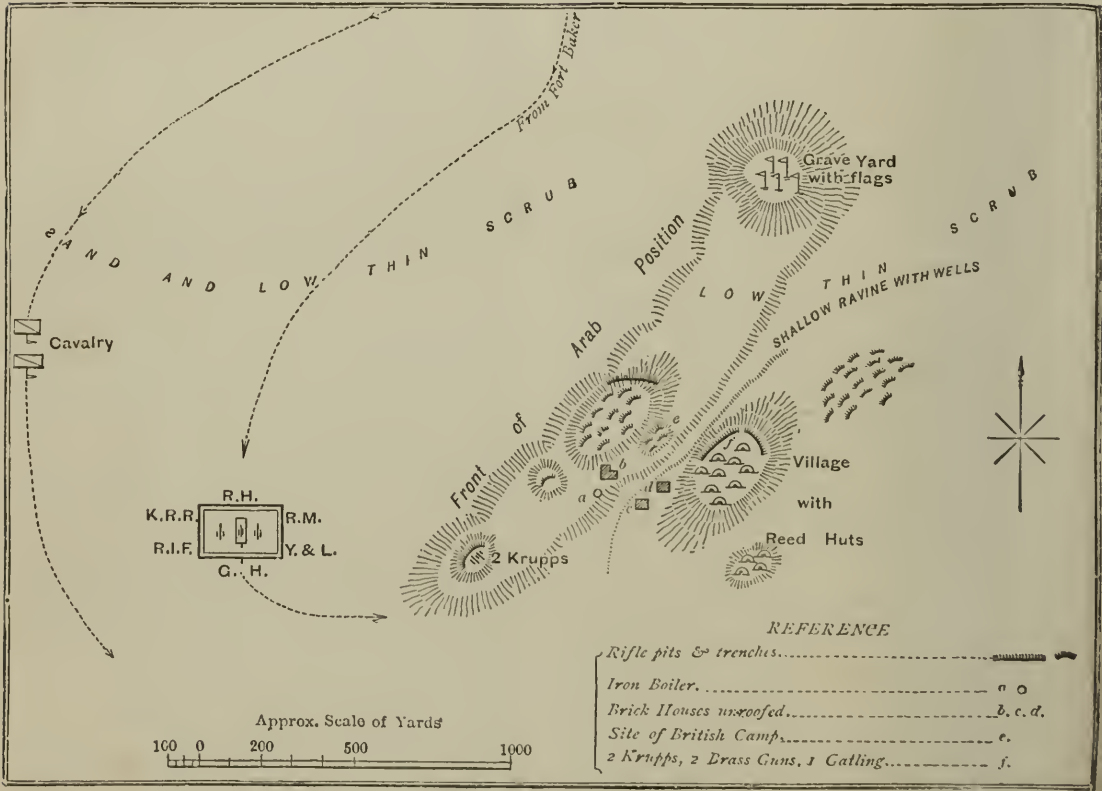 From Fort Baker
Grave Yard
with flags
SAND AND LOW THIN SCRUB
Front of Arab Position
LOW THIN SCRUB
SHALLOW RAVINE WITH WELLS
Cavalry
R.H.
K.R.R.
R.M.
R.I.F.
Y. & L.
G. H.
a
b
c
d
e
f
2 Krupps
Village
with
Reed Huts
REFERENCE
Rifle pits & trenches
Iron Boiler. a
Brick Houses unroofed b. c. d.
Site of British Camp. e.
2 Krupps, 2 Brass Guns, 1 Gatling f.
Approx. Scale of Yards
100 0 200 500 1000